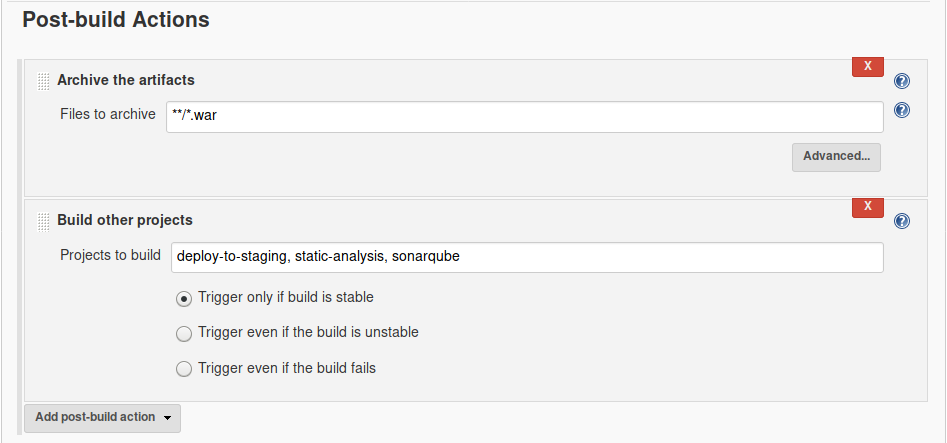 Post-build Actions
X
Archive the artifacts
?
Files to archive **/*.war
?
Advanced...
X
Build other projects
?
Projects to build deploy-to-staging, static-analysis, sonarqube
Trigger only if build is stable
Trigger even if the build is unstable
Trigger even if the build fails
Add post-build action